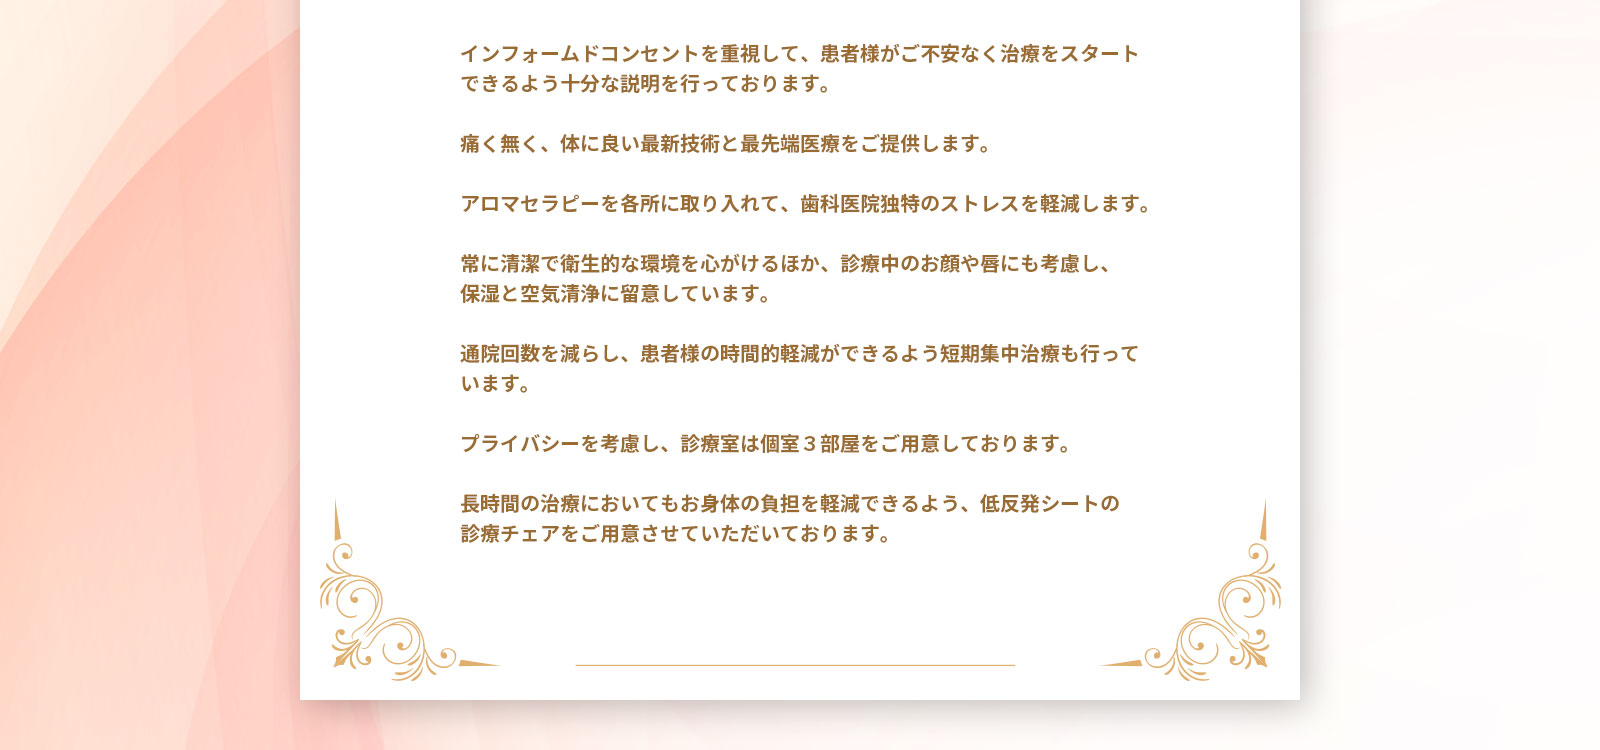 インフォームドコンセントを重視して、患者様がご不安なく治療をスタート
できるよう十分な説明を行っております。
痛く無く、体に良い最新技術と最先端医療をご提供します。
アロマセラピーを各所に取り入れて、歯科医院独特のストレスを軽減します。
常に清潔で衛生的な環境を心がけるほか、診療中のお顔や唇にも考慮し、
保湿と空気清浄に留意しています。
通院回数を減らし、患者様の時間的軽減ができるよう短期集中治療も行って
います。
プライバシーを考慮し、診療室は個室３部屋をご用意しております。
長時間の治療においてもお身体の負担を軽減できるよう、低反発シートの
診療チェアをご用意させていただいております。